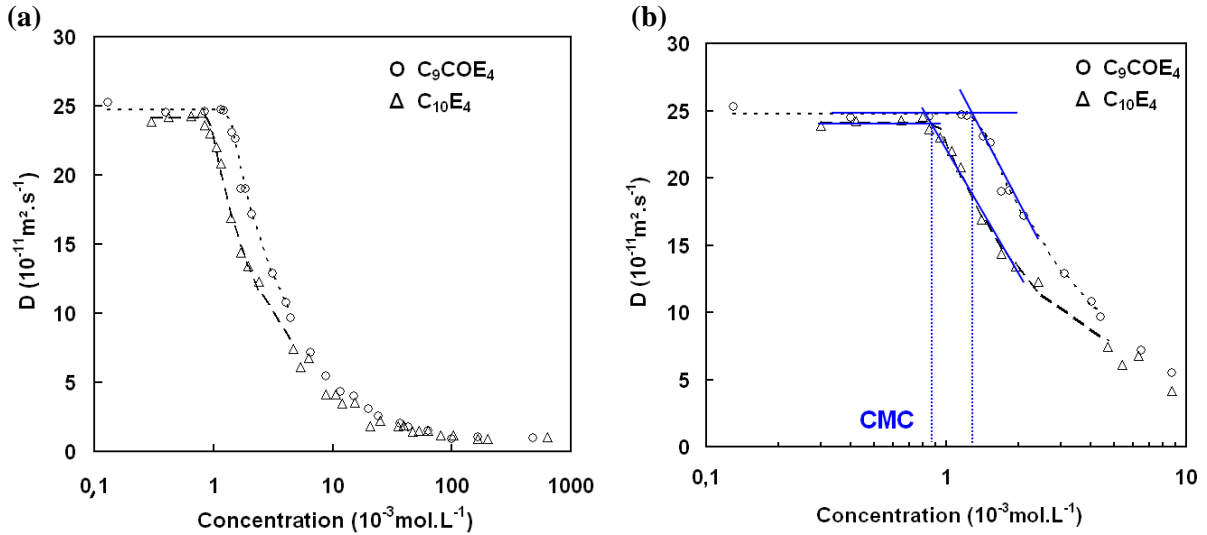 (a)
30
25
20
15
10
5
0
D (10⁻¹¹m².s⁻¹)
○ C₉COE₄
△ C₁₀E₄
0,1 1 10 100 1000
Concentration (10⁻³mol.L⁻¹)
(b)
30
25
20
15
10
5
0
D (10⁻¹¹m².s⁻¹)
○ C₉COE₄
△ C₁₀E₄
CMC
0,1 1 10
Concentration (10⁻³mol.L⁻¹)